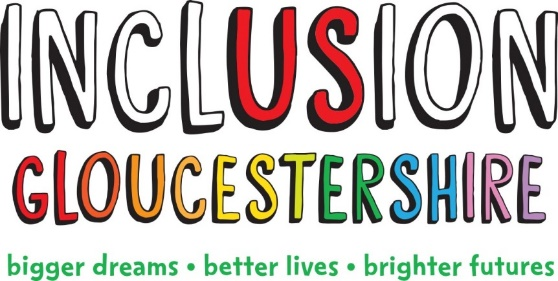 INCLUSION
GLOUCESTERSHIRE
bigger dreams • better lives • brighter futures